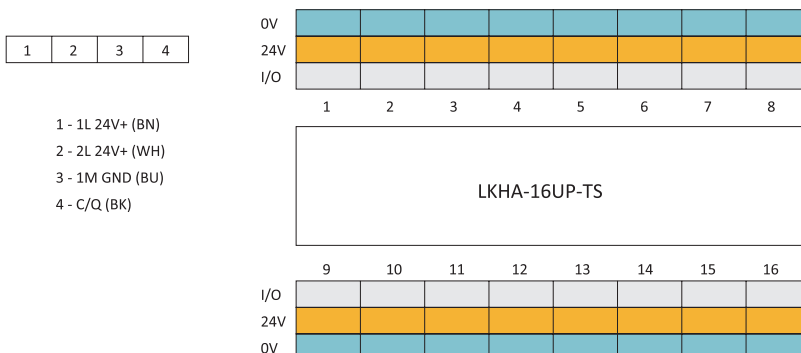 1 2 3 4
1 - 1L 24V+ (BN)
2 - 2L 24V+ (WH)
3 - 1M GND (BU)
4 - C/Q (BK)
0V
24V
I/O
1 2 3 4 5 6 7 8
LKHA-16UP-TS
9 10 11 12 13 14 15 16
I/O
24V
0V